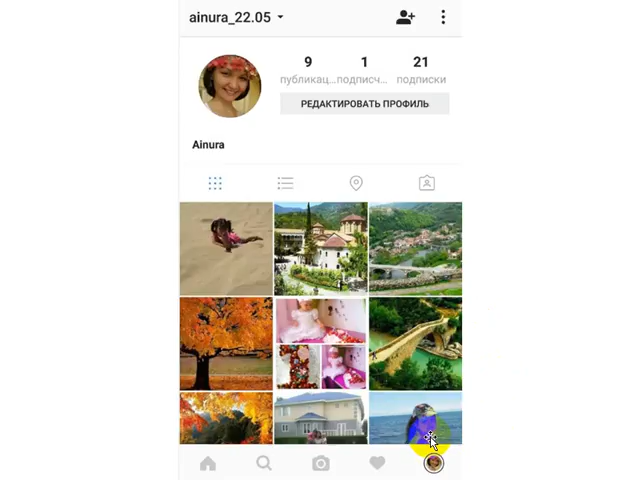 ainura_22.05
9 1 21
публикац... подписч... подписки
РЕДАКТИРОВАТЬ ПРОФИЛЬ
Ainura